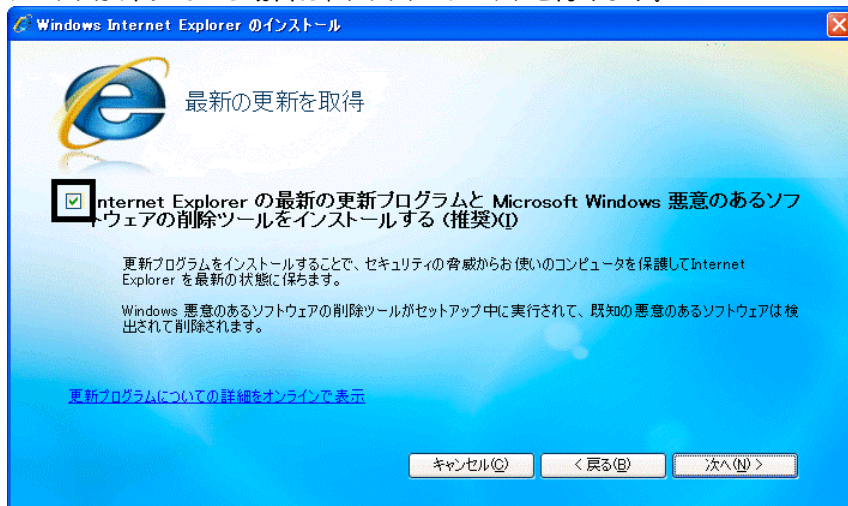 Windows Internet Explorer のインストール
最新の更新を取得
nternet Explorer の最新の更新プログラムと Microsoft Windows 悪意のあるソフ
トウェアの削除ツールをインストールする (推奨)(I)
更新プログラムをインストールすることで、セキュリティの脅威からお使いのコンピュータを保護してInternet
Explorer を最新の状態に保ちます。
Windows 悪意のあるソフトウェアの削除ツールがセットアップ中に実行されて、既知の悪意のあるソフトウェアは検
出されて削除されます。
更新プログラムについての詳細をオンラインで表示
キャンセル(C)
< 戻る(B)
次へ(N) >